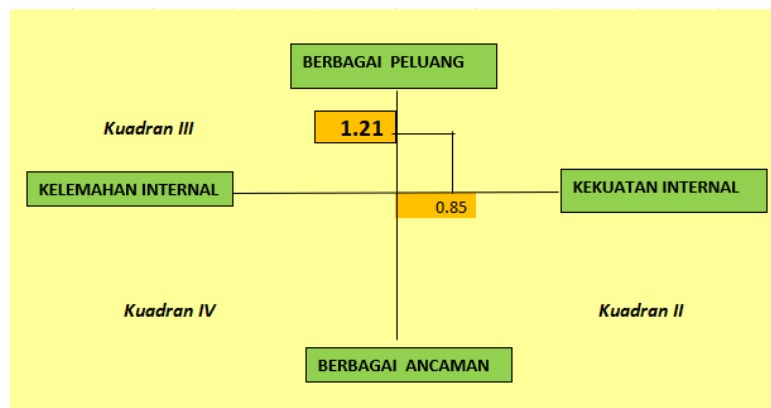 BERBAGAI PELUANG
Kuadran III
1.21
KELEMAHAN INTERNAL
KEKUATAN INTERNAL
0.85
Kuadran IV
Kuadran II
BERBAGAI ANCAMAN